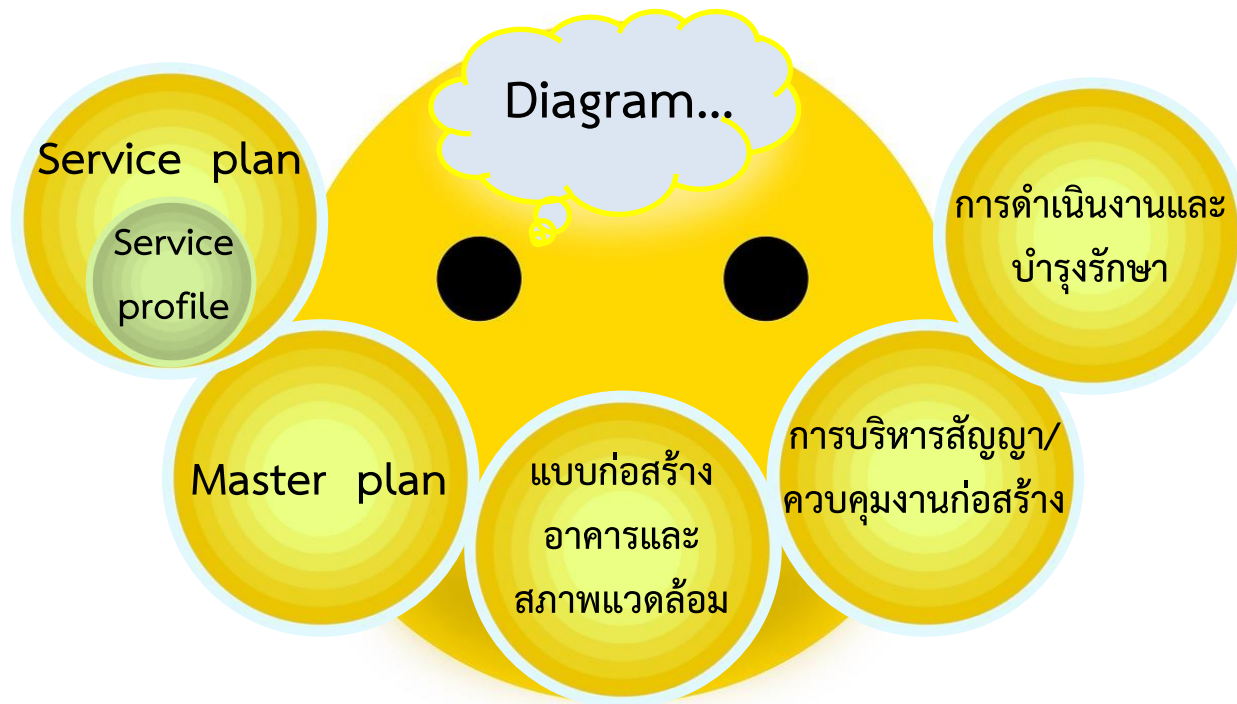 Diagram...
Service plan
Service
profile
Master plan
แบบก่อสร้าง
อาคารและ
สภาพแวดล้อม
การบริหารสัญญา/
ควบคุมงานก่อสร้าง
การดำเนินงานและ
บำรุงรักษา